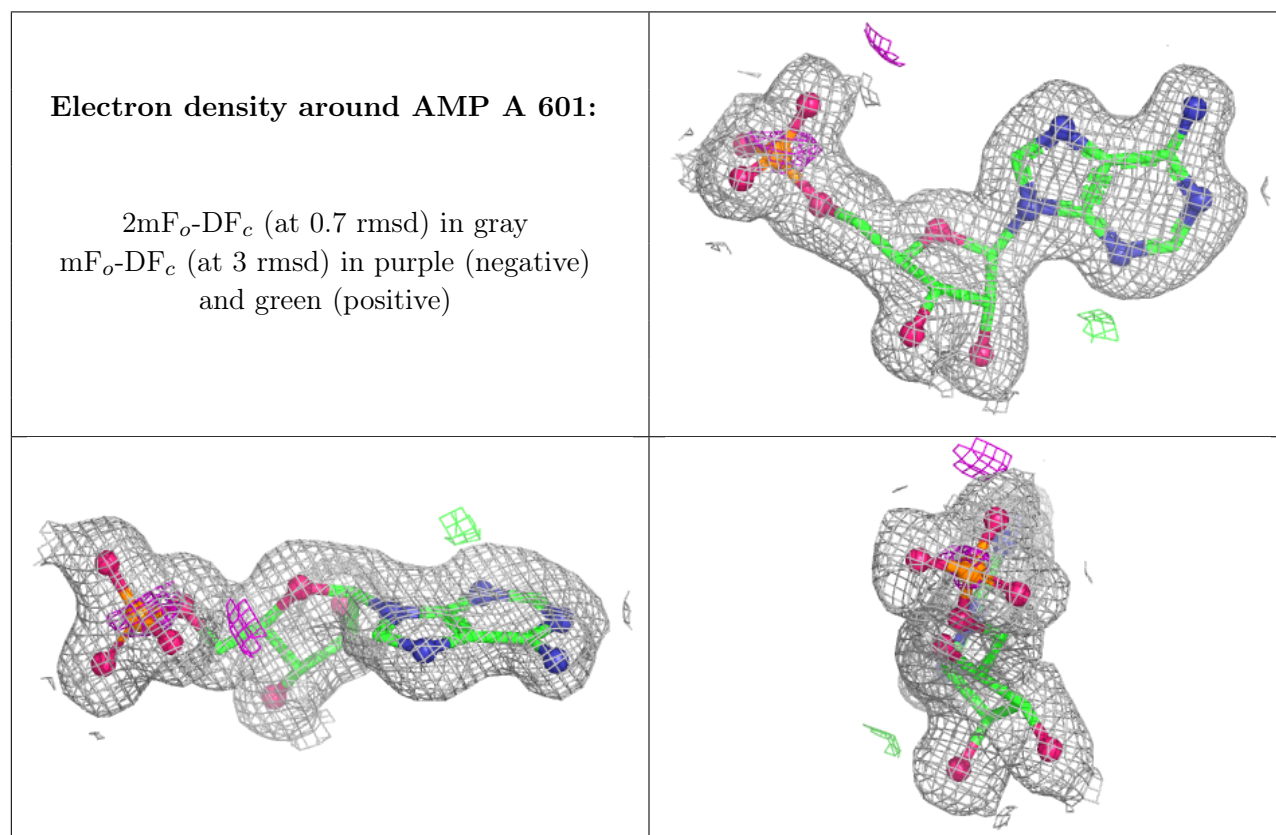 Electron density around AMP A 601:
2mFo-DFc (at 0.7 rmsd) in gray
mFo-DFc (at 3 rmsd) in purple (negative)
and green (positive)